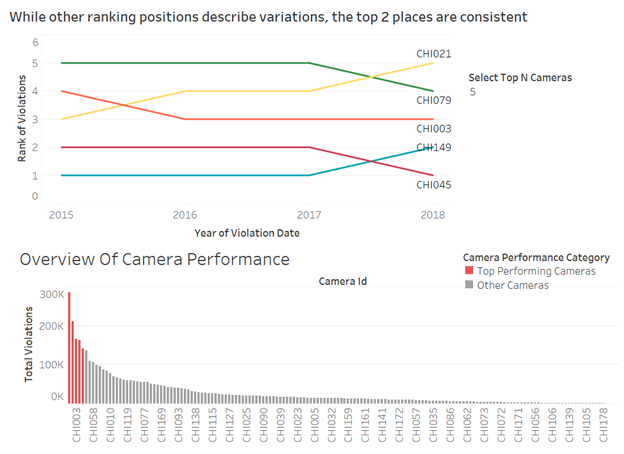 While other ranking positions describe variations, the top 2 places are consistent
Rank of Violations
6
5
4
3
2
1
0
CHI021
CHI079
CHI003
CHI149
CHI045
2015 2016 2017 2018
Year of Violation Date
Select Top N Cameras
5
Overview Of Camera Performance
Camera Performance Category
Top Performing Cameras
Other Cameras
Camera Id
Total Violations
300K
200K
100K
0K
CHI003 CHI058 CHI010 CHI119 CHI077 CHI169 CHI093 CHI138 CHI115 CHI127 CHI025 CHI090 CHI039 CHI023 CHI005 CHI032 CHI159 CHI161 CHI141 CHI172 CHI057 CHI035 CHI086 CHI062 CHI073 CHI072 CHI171 CHI056 CHI106 CHI139 CHI105 CHI178